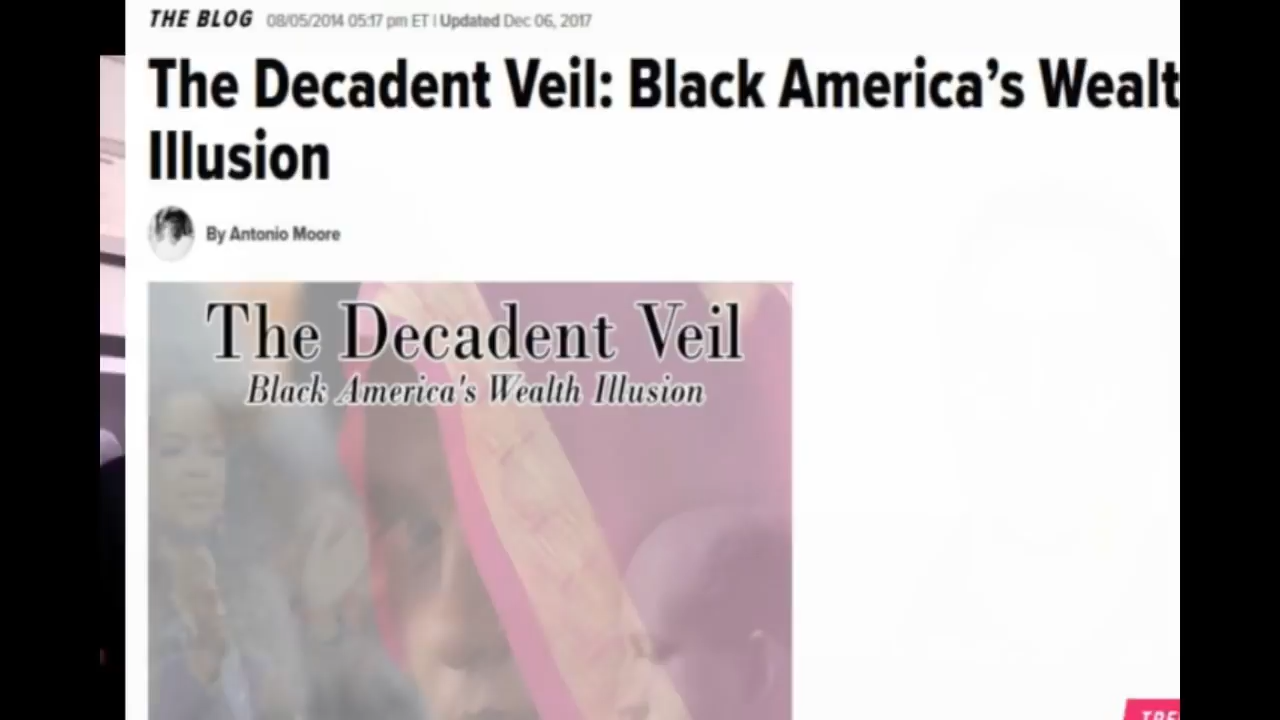 THE BLOG 08/05/2014 05:17 pm ET | Updated Dec 06, 2017
The Decadent Veil: Black America's Wealt
Illusion
By Antonio Moore
The Decadent Veil
Black America's Wealth Illusion
TRE